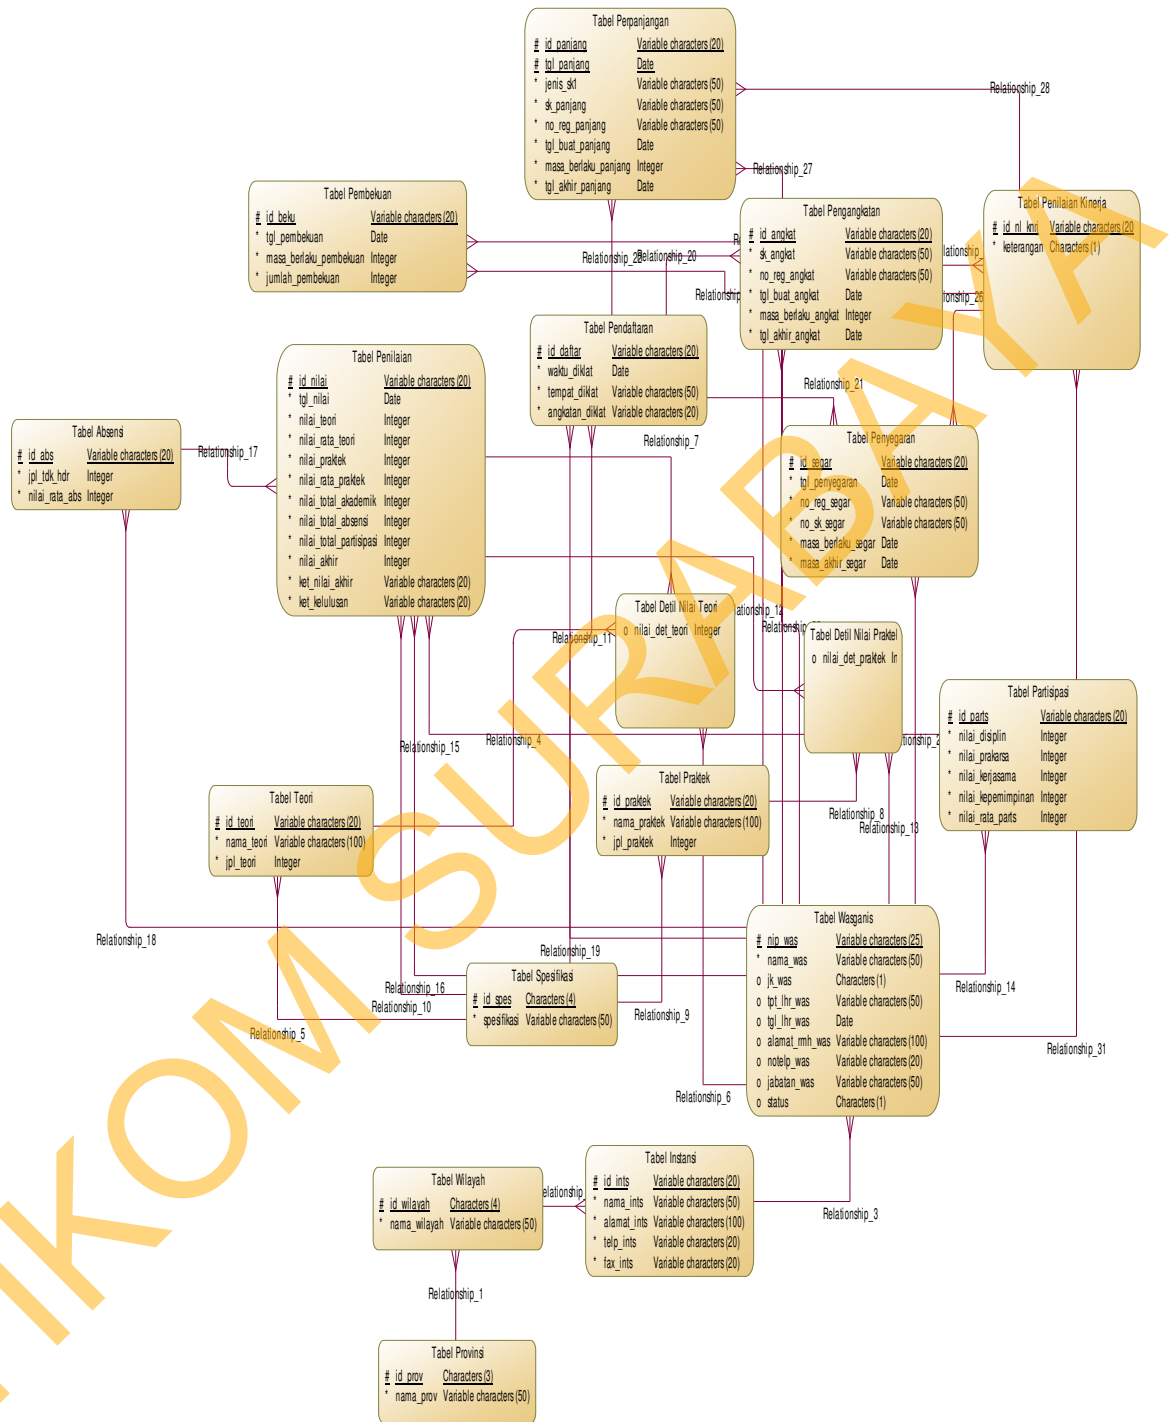 Tabel Perpanjangan
# id_panjang Variable characters (20)
# tgl_panjang Date
* jenis_sk1 Variable characters (50)
* sk_panjang Variable characters (50)
* no_reg_panjang Variable characters (50)
* tgl_buat_panjang Date
* masa_berlaku_panjang Integer
* tgl_akhir_panjang Date
Relationship_28
Relationship_27
Tabel Pembekuan
# id_beku Variable characters (20)
* tgl_pembekuan Date
* masa_berlaku_pembekuan Integer
* jumlah_pembekuan Integer
Tabel Pengangkatan
# id_angkat Variable characters (20)
* sk_angkat Variable characters (50)
* no_reg_angkat Variable characters (50)
* tgl_buat_angkat Date
* masa_berlaku_angkat Integer
* tgl_akhir_angkat Date
Tabel Penilaian Kinerja
# id_nl_knrj Variable characters (20
* keterangan Characters (1)
Relationship_20
elationship
Relationship
tionship_26
Tabel Pendaftaran
# id_daftar Variable characters (20)
* waktu_diklat Date
* tempat_diklat Variable characters (50)
* angkatan_diklat Variable characters (20)
Relationship_21
Relationship_7
Tabel Penilaian
# id_nilai Variable characters (20)
* tgl_nilai Date
* nilai_teori Integer
* nilai_rata_teori Integer
* nilai_praktek Integer
* nilai_rata_praktek Integer
* nilai_total_akademik Integer
* nilai_total_absensi Integer
* nilai_total_partisipasi Integer
* nilai_akhir Integer
* ket_nilai_akhir Variable characters (20)
* ket_kelulusan Variable characters (20)
Tabel Absensi
# id_abs Variable characters (20)
* jpl_tdk_hdr Integer
* nilai_rata_abs Integer
Relationship_17
Tabel Penyegaran
# id_segar Variable characters (20)
* tgl_penyegaran Date
* no_reg_segar Variable characters (50)
* no_sk_segar Variable characters (50)
* masa_berlaku_segar Date
* masa_akhir_segar Date
Tabel Detil Nilai Teori
o nilai_det_teori Integer
elationship_12
Relationship_11
Tabel Detil Nilai Praktel
o nilai_det_praktek In
Tabel Partisipasi
# id_parts Variable characters (20)
* nilai_disiplin Integer
* nilai_prakarsa Integer
* nilai_kerjasama Integer
* nilai_kepemimpinan Integer
* nilai_rata_parts Integer
Relationship_15
Relationship_4
Tabel Teori
# id_teori Variable characters (20)
* nama_teori Variable characters (100)
* jpl_teori Integer
Tabel Praktek
# id_praktek Variable characters (20)
* nama_praktek Variable characters (100)
* jpl_praktek Integer
Relationship_8
Relationship_13
Relationship_18
Relationship_19
Tabel Wasganis
# nip_was Variable characters (25)
* nama_was Variable characters (50)
o jk_was Characters (1)
o tpt_lhr_was Variable characters (50)
o tgl_lhr_was Date
o alamat_rmh_was Variable characters (100)
o notelp_was Variable characters (20)
o jabatan_was Variable characters (50)
o status Characters (1)
Tabel Spesifikasi
# id_spes Characters (4)
* spesifikasi Variable characters (50)
Relationship_16
Relationship_10
Relationship_5
Relationship_9
Relationship_14
Relationship_31
Relationship_6
Tabel Wilayah
# id_wilayah Characters (4)
* nama_wilayah Variable characters (50)
elationship
Tabel Instansi
# id_ints Variable characters (20)
* nama_ints Variable characters (50)
* alamat_ints Variable characters (100)
* telp_ints Variable characters (20)
* fax_ints Variable characters (20)
Relationship_3
Relationship_1
Tabel Provinsi
# id_prov Characters (3)
* nama_prov Variable characters (50)
IKOM SURABAYA